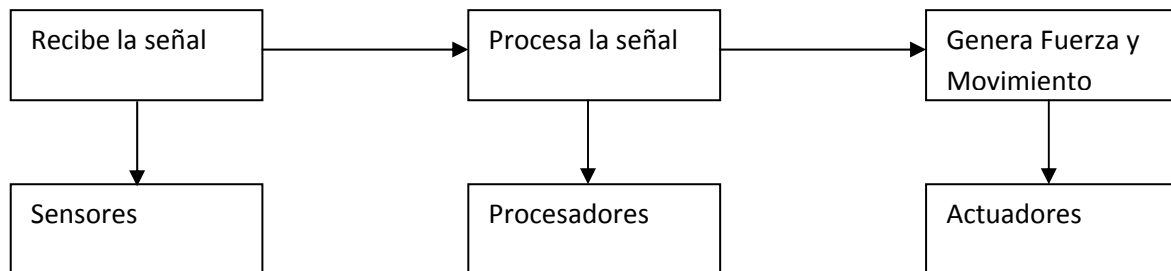 Recibe la señal
Procesa la señal
Genera Fuerza y
Movimiento
Sensores
Procesadores
Actuadores